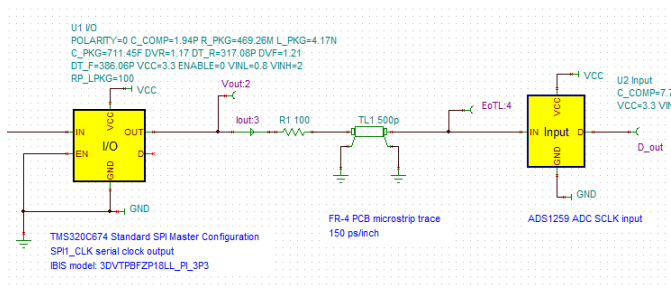 U1 I/O
POLARITY=0 C_COMP=1.94P R_PKG=469.26M L_PKG=4.17N
C_PKG=711.45F DVR=1.17 DT_R=317.08P DVF=1.21
DT_F=386.06P VCC=3.3 ENABLE=0 VINL=0.8 VINH=2
RP_LPKG=100
VCC
Vout:2
Iout:3
R1 100
TL1 500p
EoTL:4
VCC
U2 Input
C_COMP=7.7
VCC=3.3 VIN
IN
VCC
OUT
I/O
EN
D
GND
GND
IN
VCC
Input
D
GND
GND
D_out
TMS320C674 Standard SPI Master Configuration
SPI1_CLK serial clock output
IBIS model: 3DVTPBFZP18LL_PI_3P3
FR-4 PCB microstrip trace
150 ps/inch
ADS1259 ADC SCLK input